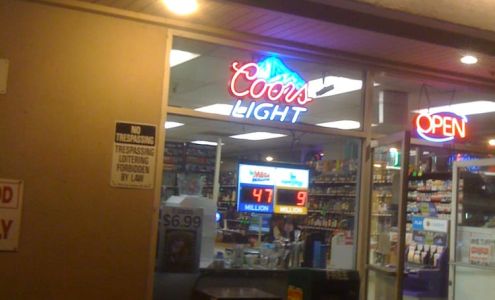 Coors
LIGHT
OPEN
NO
TRESPASSING
TRESPASSING
LOITERING
FORBIDDEN
BY LAW
47
9
MILLION
MILLION
$6.99